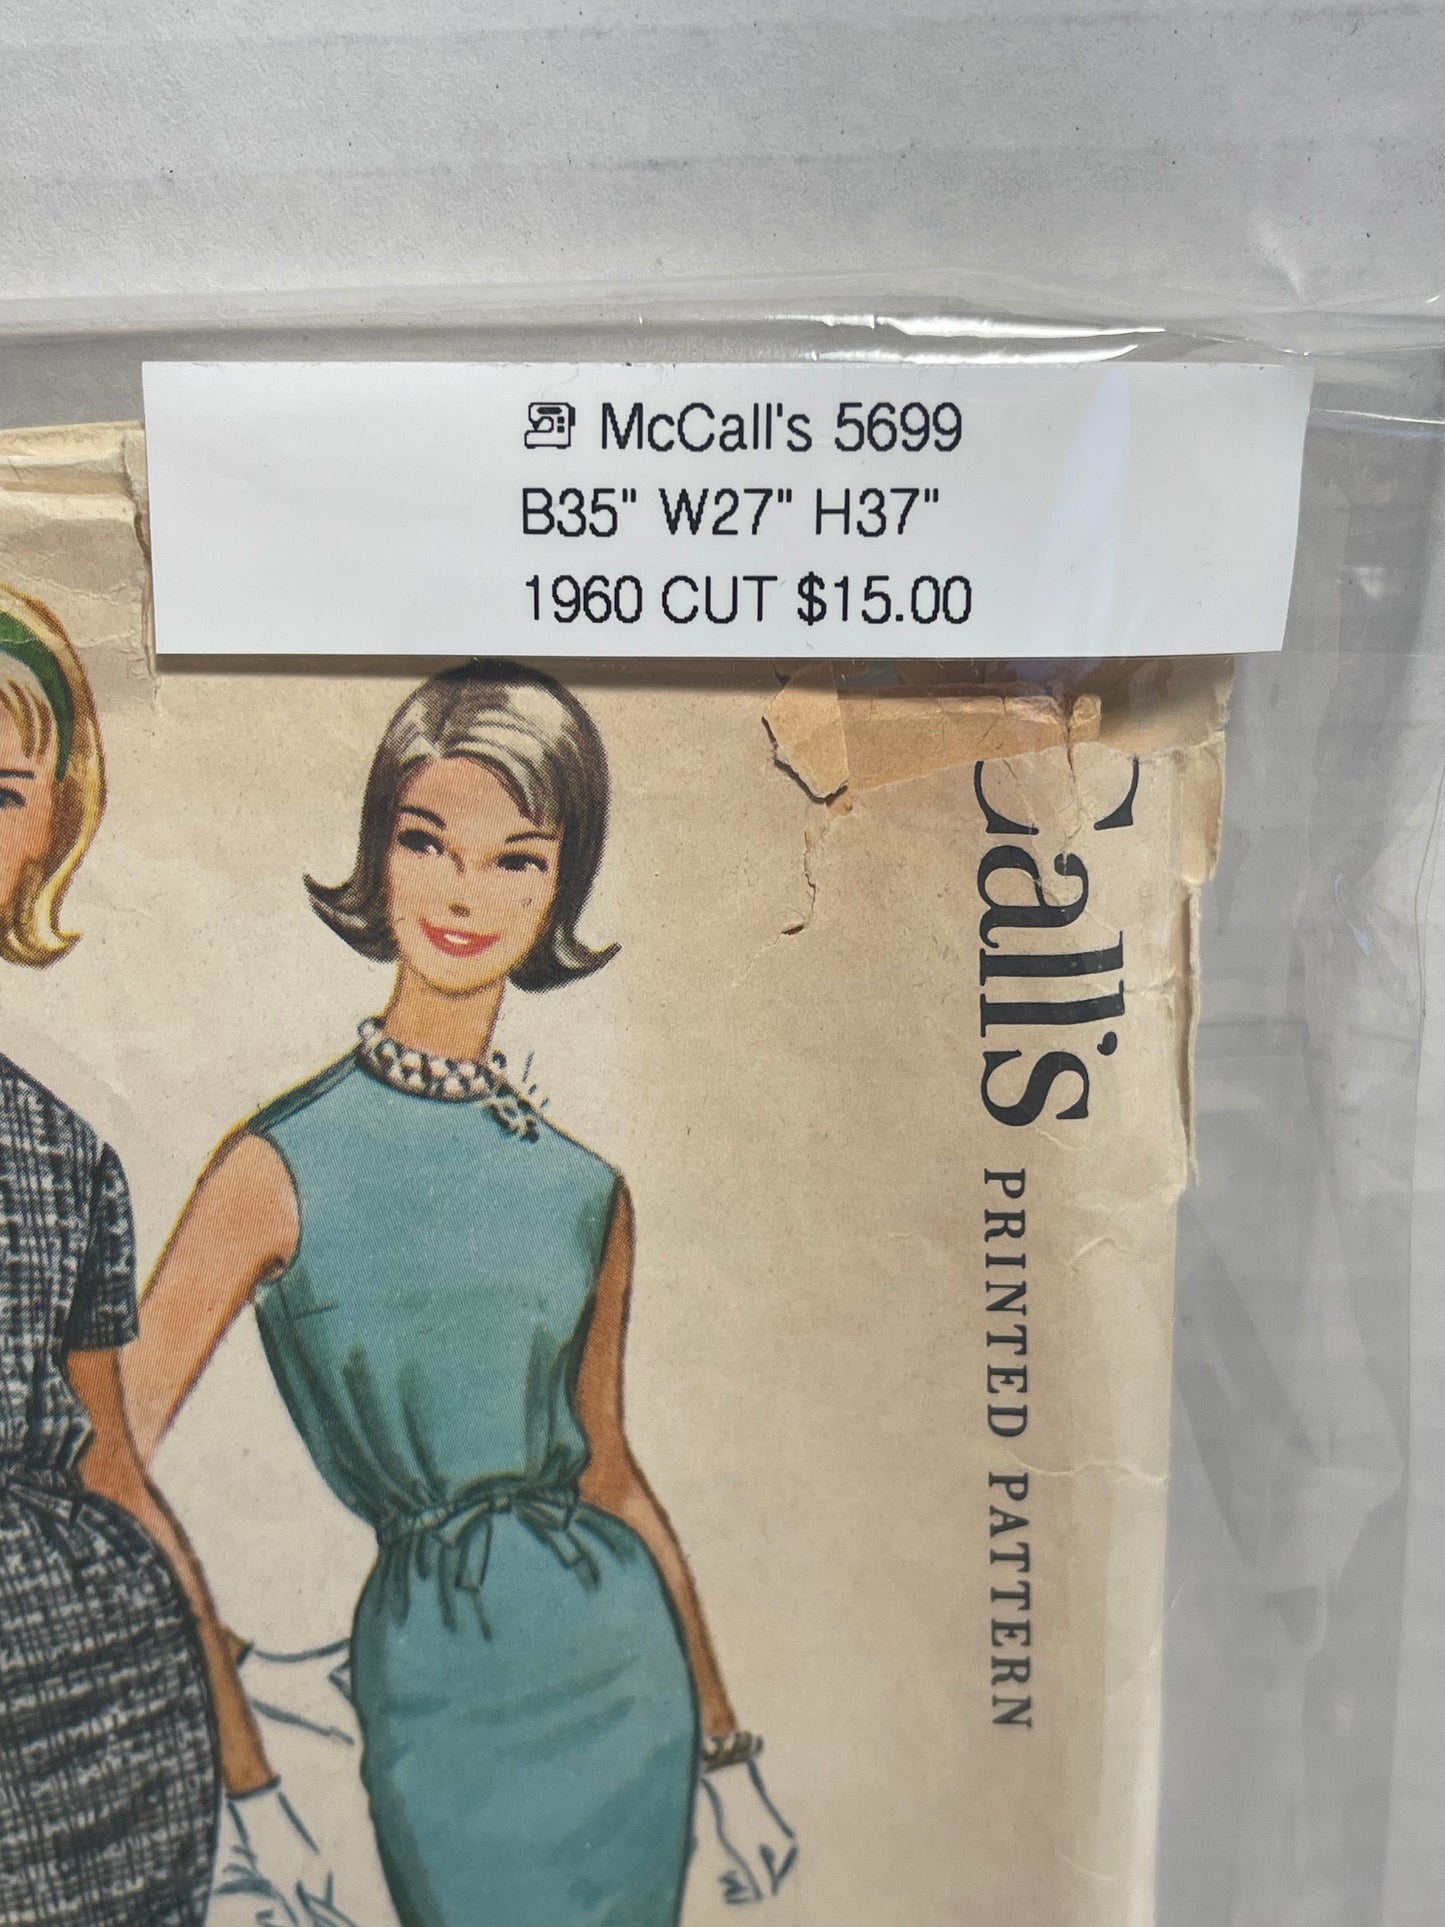 McCall's 5699
B35" W27" H37"
1960 CUT $15.00
Call's
PRINTED PATTERN